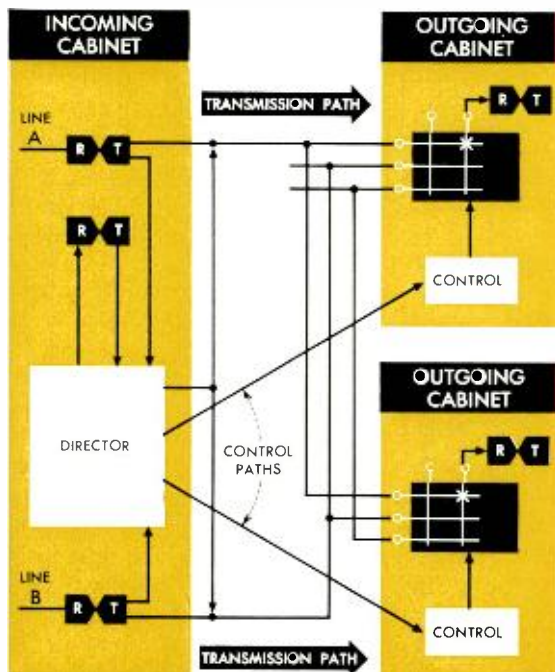 INCOMING
CABINET
LINE
A
R T
R T
DIRECTOR
LINE
B
R T
TRANSMISSION PATH
CONTROL
PATHS
TRANSMISSION PATH
OUTGOING
CABINET
R T
CONTROL
OUTGOING
CABINET
R T
CONTROL